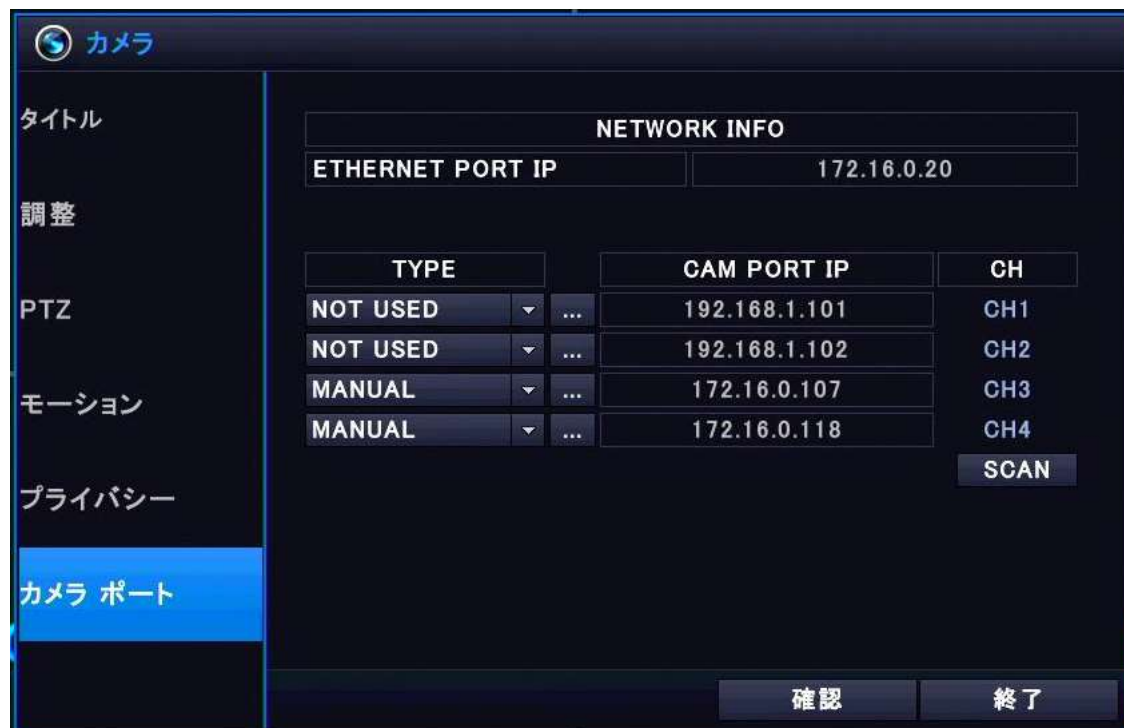 カメラ
タイトル
調整
PTZ
モーション
プライバシー
カメラ ポート
NETWORK INFO
ETHERNET PORT IP 172.16.0.20
TYPE CAM PORT IP CH
NOT USED ... 192.168.1.101 CH1
NOT USED ... 192.168.1.102 CH2
MANUAL ... 172.16.0.107 CH3
MANUAL ... 172.16.0.118 CH4
SCAN
確認 終了